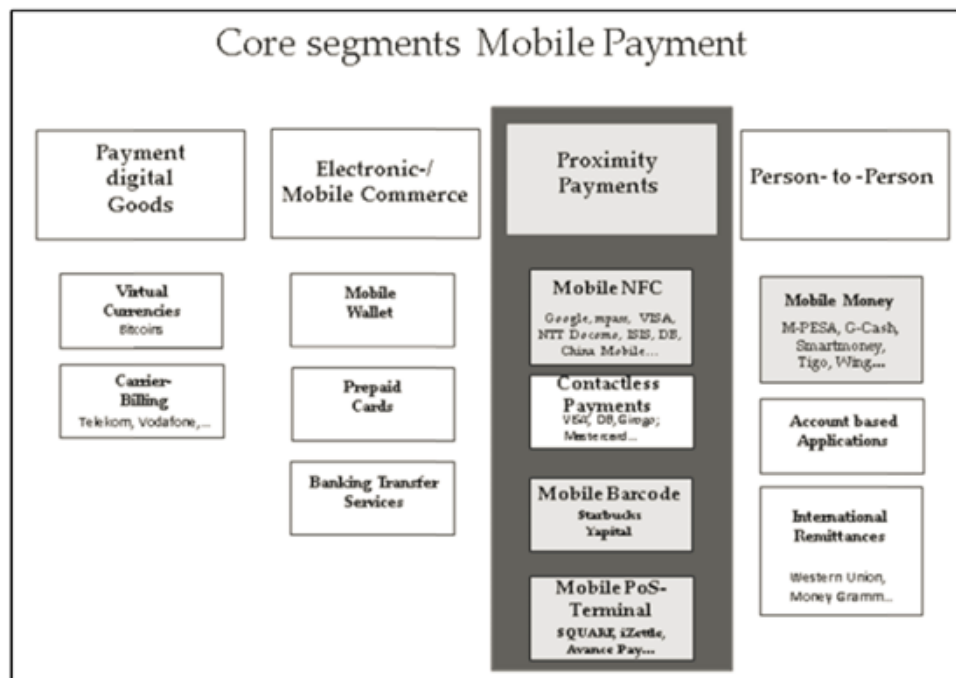 Core segments Mobile Payment
Payment
digital
Goods
Virtual
Currencies
Bitcoins
Carrier-
Billing
Telekom, Vodafone,...
Electronic-/
Mobile Commerce
Mobile
Wallet
Prepaid
Cards
Banking Transfer
Services
Proximity
Payments
Mobile NFC
Google, mpass, VISA,
NTT Docomo, ISIS, DB,
China Mobile...
Contactless
Payments
VISA, DB, Girogo;
Mastercard...
Mobile Barcode
Starbucks
Yapital
Mobile PoS-
Terminal
SQUARE, iZettle,
Avance Pay...
Person- to -Person
Mobile Money
M-PESA, G-Cash,
Smartmoney,
Tigo, Wing...
Account based
Applications
International
Remittances
Western Union,
Money Gramm...